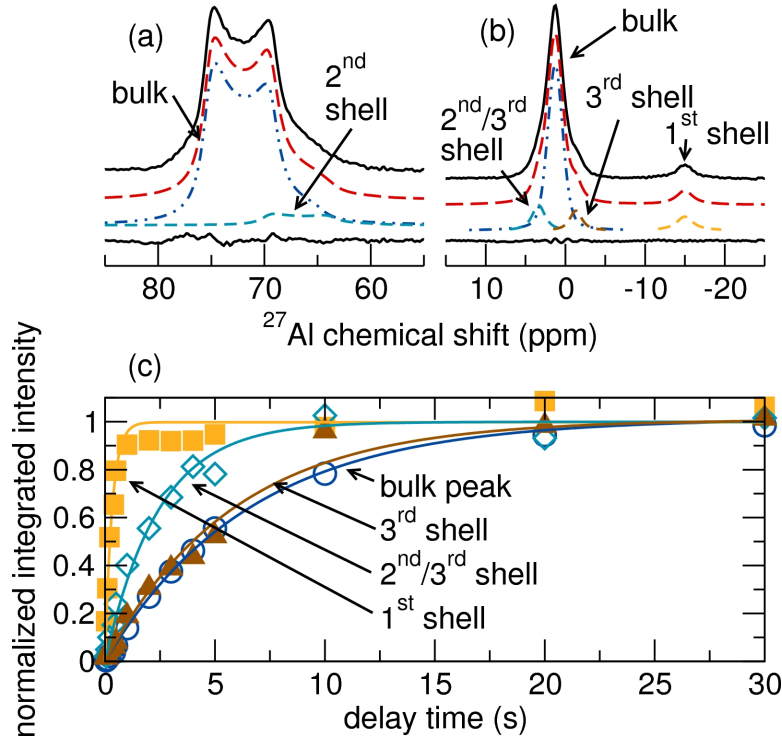 (a)
2nd
shell
bulk
(b)
bulk
2nd/3rd
shell
3rd shell
1st shell
85 70 55
10 0 -10 -20
27Al chemical shift (ppm)
(c)
normalized integrated intensity
1
0.8
0.6
0.4
0.2
0
bulk peak
3rd shell
2nd/3rd shell
1st shell
0 5 10 15 20 25 30
delay time (s)